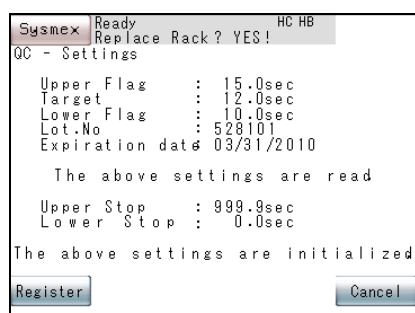 Sysmex Ready HC HB
Replace Rack? YES!
QC - Settings
Upper Flag : 15.0sec
Target : 12.0sec
Lower Flag : 10.0sec
Lot.No : 528101
Expiration date: 03/31/2010
The above settings are read
Upper Stop : 999.9sec
Lower Stop : 0.0sec
The above settings are initialized
Register Cancel